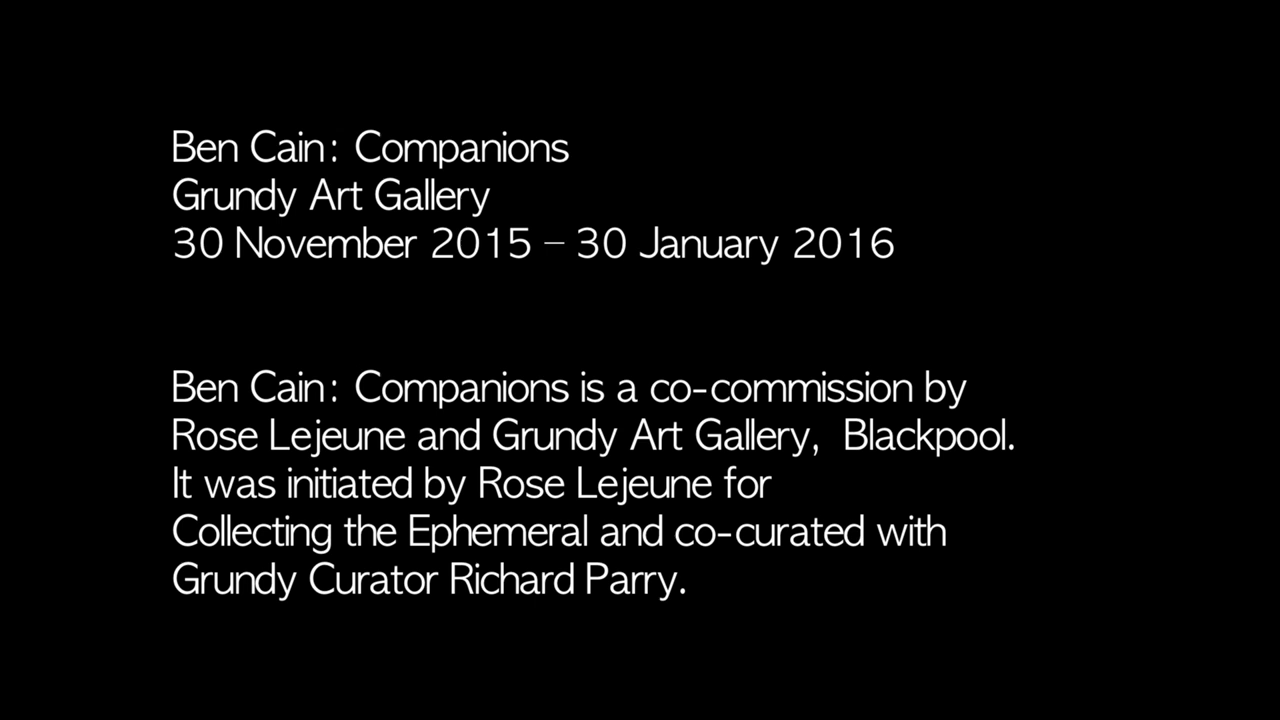 Ben Cain: Companions
Grundy Art Gallery
30 November 2015 – 30 January 2016
Ben Cain: Companions is a co-commission by
Rose Lejeune and Grundy Art Gallery, Blackpool.
It was initiated by Rose Lejeune for
Collecting the Ephemeral and co-curated with
Grundy Curator Richard Parry.